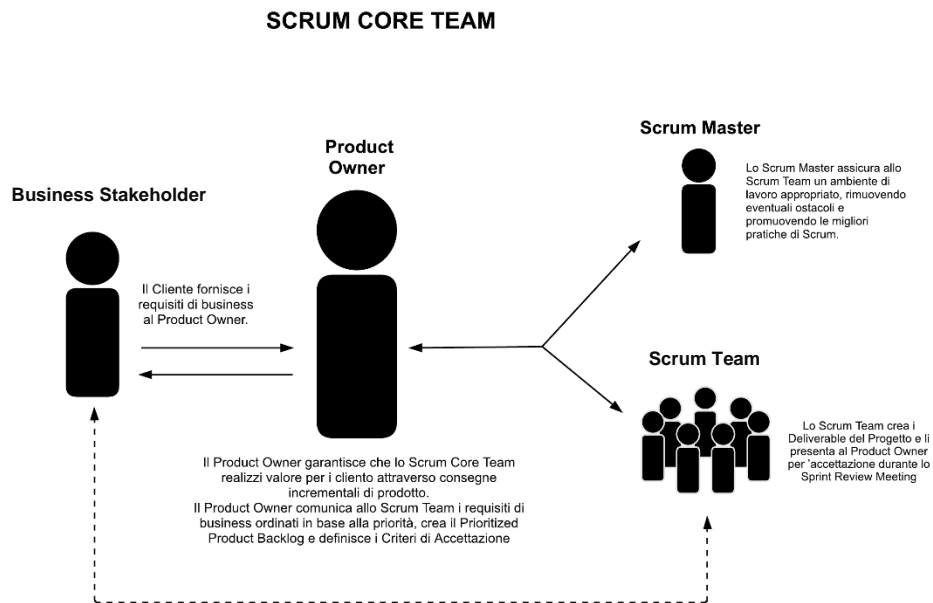 SCRUM CORE TEAM
Scrum Master
Lo Scrum Master assicura allo
Scrum Team un ambiente di
lavoro appropriato, rimuovendo
eventuali ostacoli e
promuovendo le migliori
pratiche di Scrum.
Product
Owner
Business Stakeholder
Il Cliente fornisce i
requisiti di business
al Product Owner.
Scrum Team
Lo Scrum Team crea i
Deliverable del Progetto e li
presenta al Product Owner
per 'accettazione durante lo
Sprint Review Meeting
Il Product Owner garantisce che lo Scrum Core Team
realizzi valore per i cliente attraverso consegne
incrementali di prodotto.
Il Product Owner comunica allo Scrum Team i requisiti di
business ordinati in base alla priorità, crea il Prioritized
Product Backlog e definisce i Criteri di Accettazione